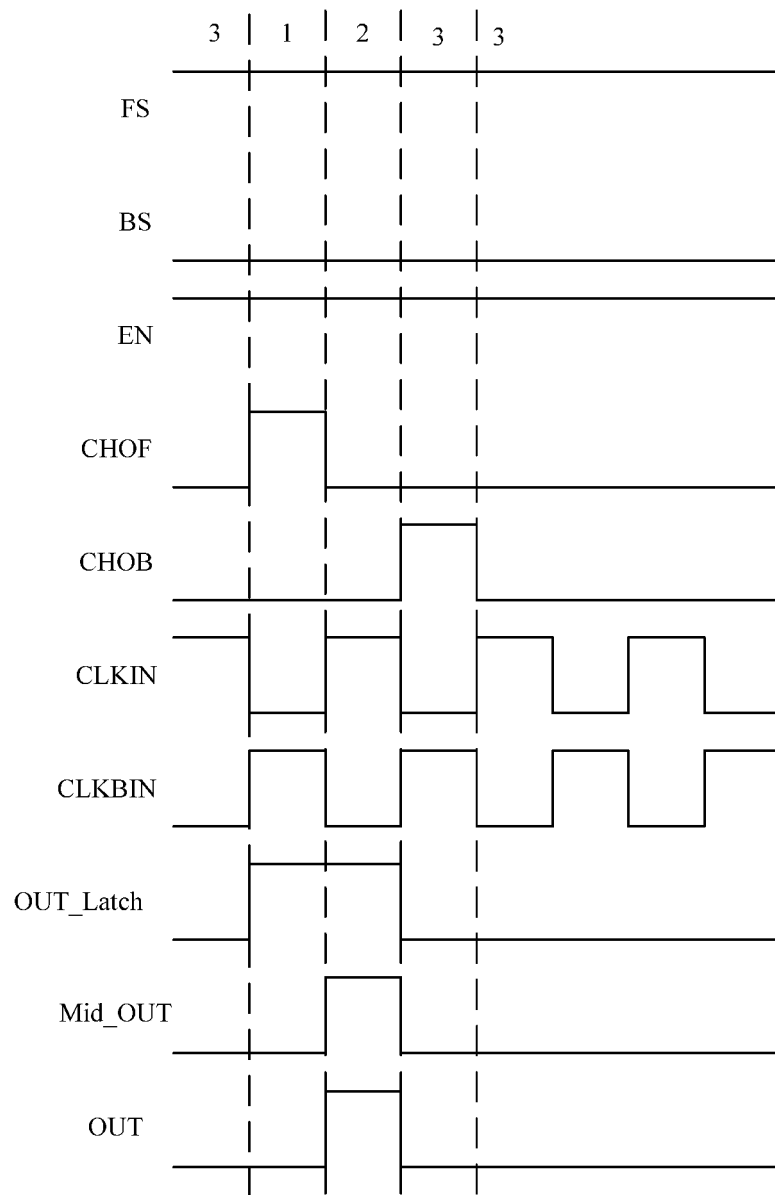 3 1 2 3 3
FS
BS
EN
CHOF
CHOB
CLKIN
CLKBIN
OUT_Latch
Mid_OUT
OUT